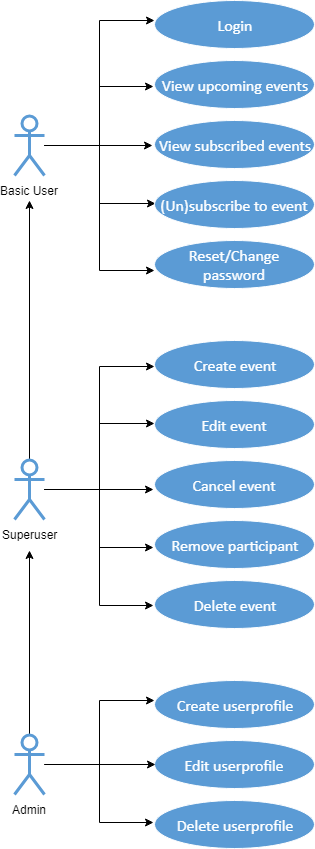 Login
View upcoming events
Basic User
View subscribed events
(Un)subscribe to event
Reset/Change
password
Create event
Edit event
Superuser
Cancel event
Remove participant
Delete event
Create userprofile
Admin
Edit userprofile
Delete userprofile